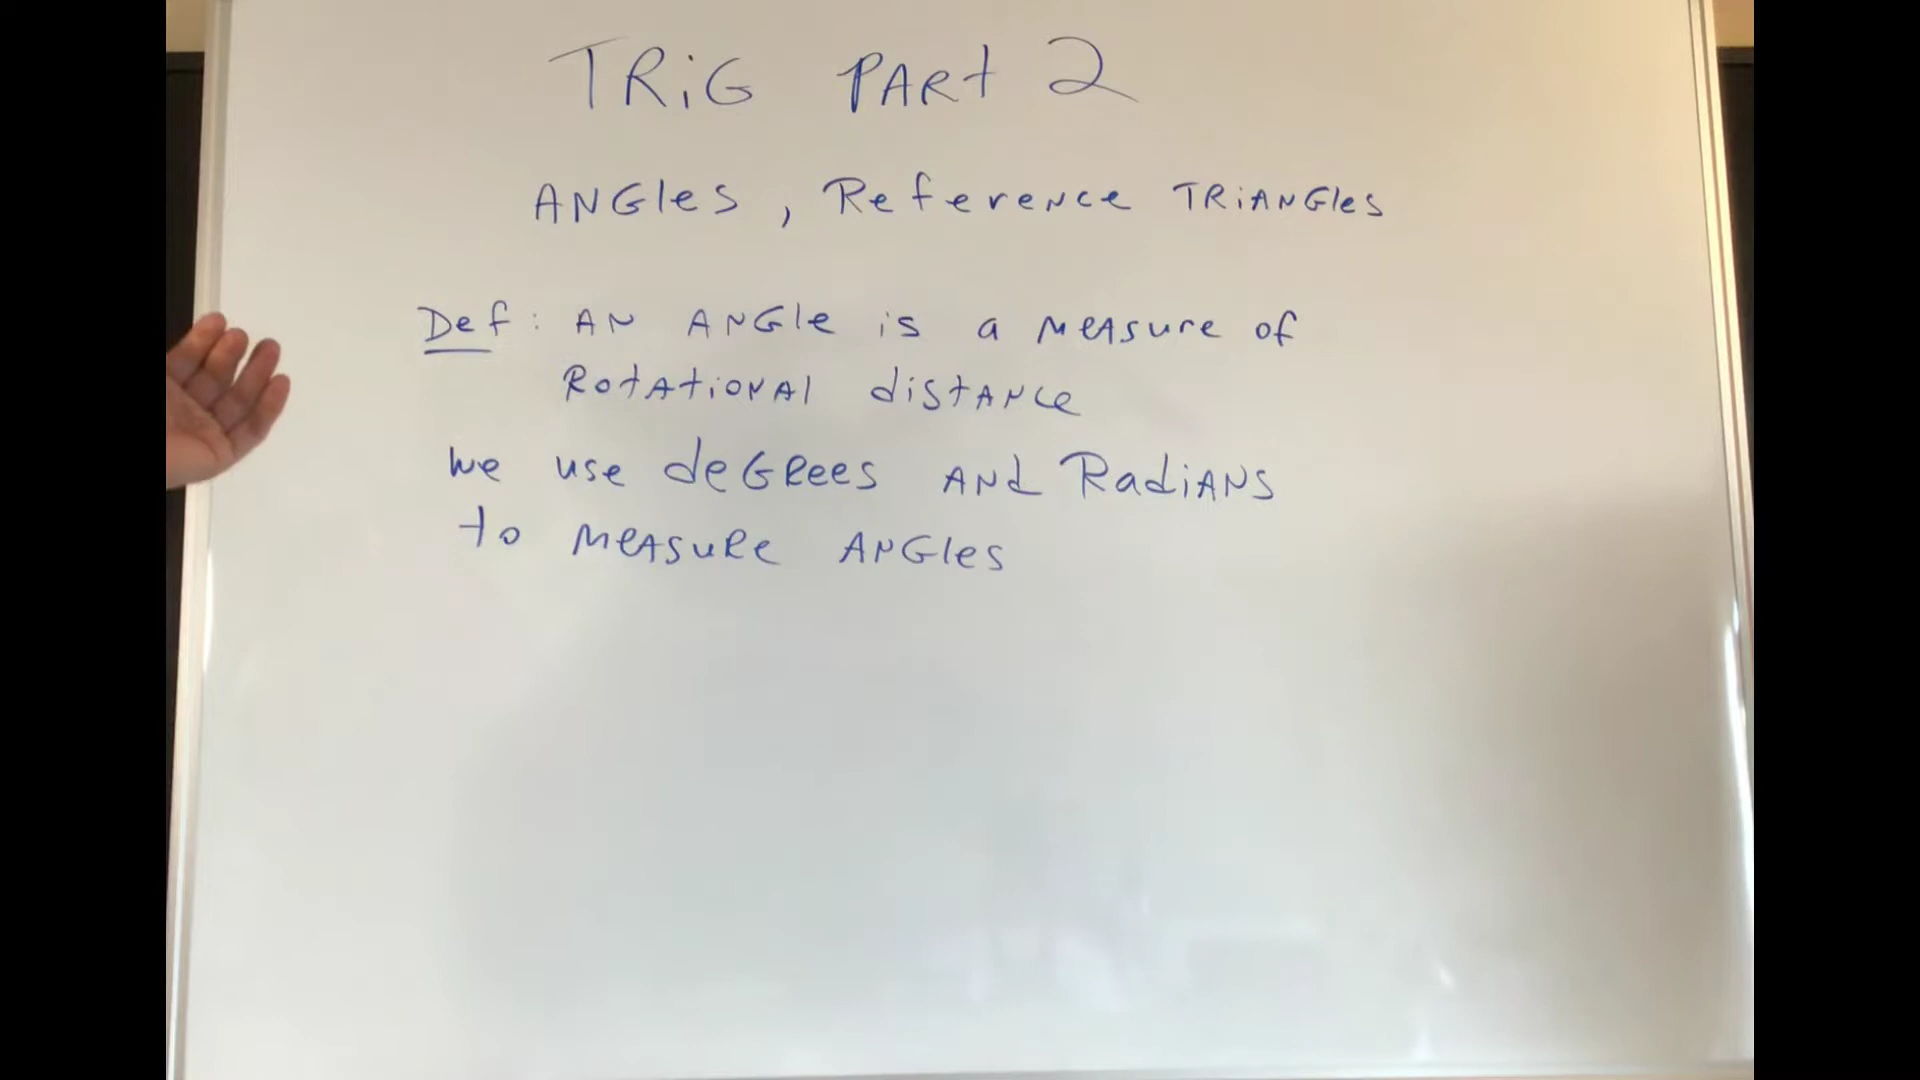 TRiG PARt 2
ANGles, Reference TRiANGles
Def: AN ANGle is a MeAsure of
RotAtioNAl distANce
we use deGRees ANd RadiANs
to MeAsuRe ANGles